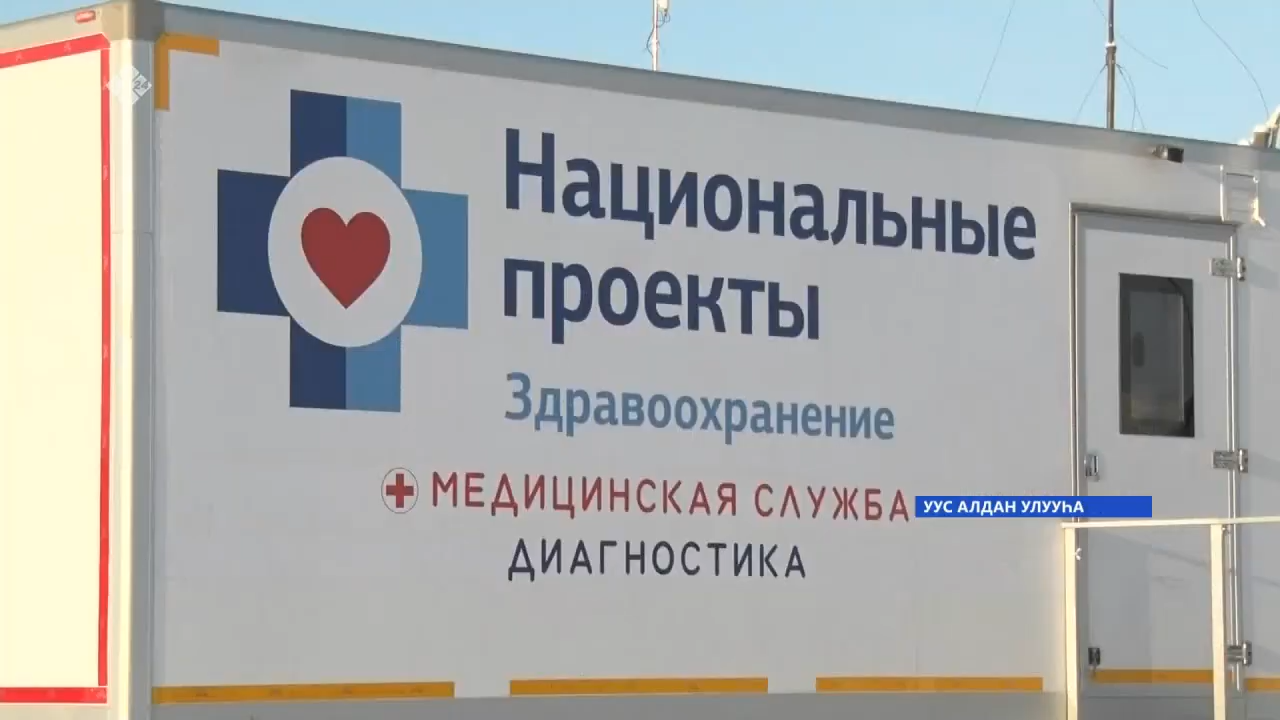 Национальные
проекты
Здравоохранение
МЕДИЦИНСКАЯ СЛУЖБА
ДИАГНОСТИКА
УУС АЛДАН УЛУУҺА